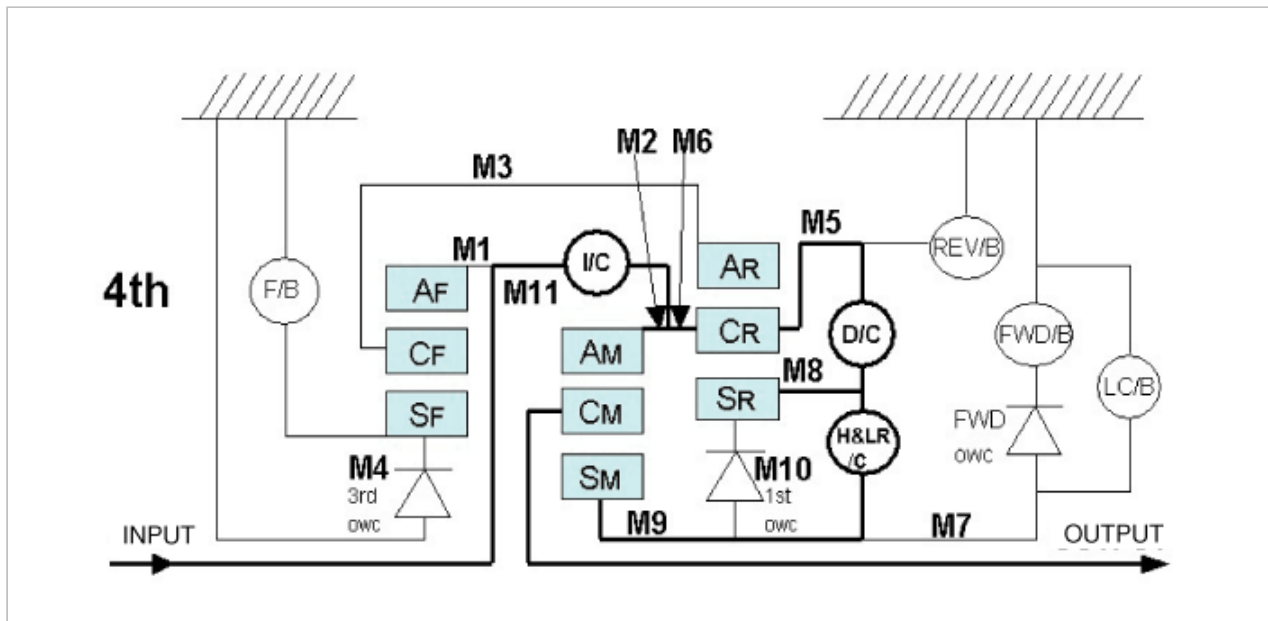 M2 M6
M3
M5
REV/B
AR
M1
I/C
F/B
4th
AF
M11
CF
AM
CR
D/C
FWD/B
M8
SF
CM
SR
LC/B
H&LR
/C
FWD
owc
M4
3rd
owc
SM
M10
1st
owc
INPUT
M9
M7
OUTPUT